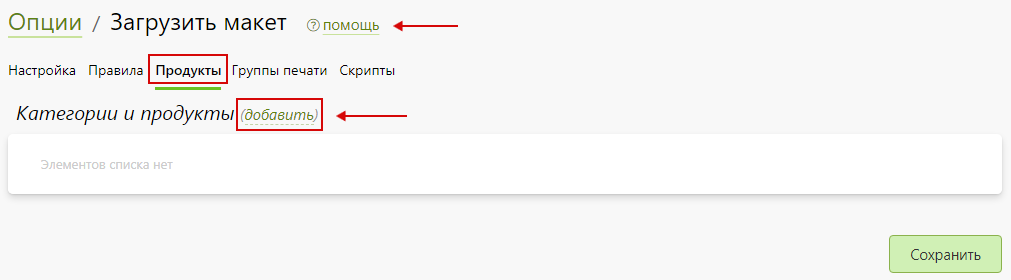 Опции / Загрузить макет ? помощь
Настройка Правила Продукты Группы печати Скрипты
Категории и продукты (добавить)
Элементов списка нет
Сохранить